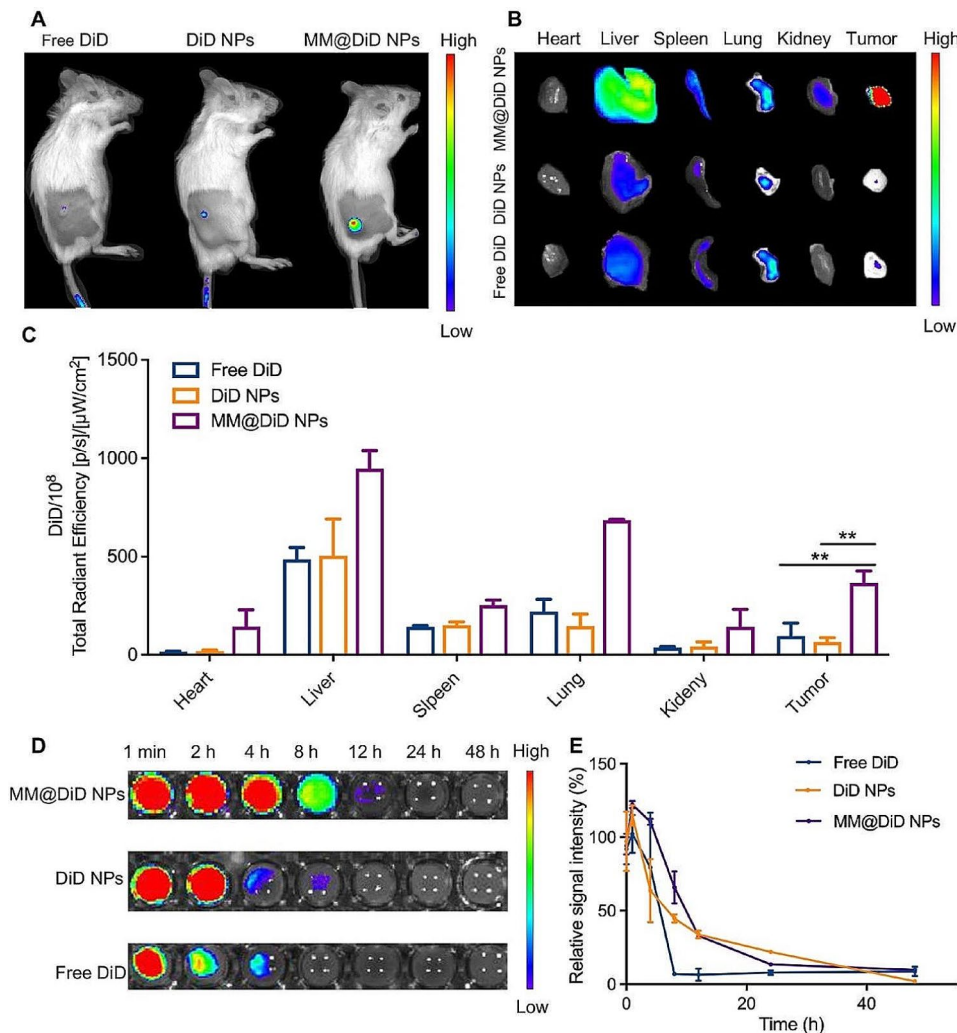 A
Free DiD DiD NPs MM@DiD NPs
High
Low
B
Heart Liver Spleen Lung Kidney Tumor
MM@DiD NPs
DiD NPs
Free DiD
High
Low
C
DiD/10⁸
Total Radiant Efficiency [p/s]/[µW/cm²]
1500
1000
500
0
Free DiD
DiD NPs
MM@DiD NPs
**
**
Heart Liver Slpeen Lung Kideny Tumor
D
1 min 2 h 4 h 8 h 12 h 24 h 48 h
MM@DiD NPs
DiD NPs
Free DiD
High
Low
E
Relative signal intensity (%)
150
100
50
0
Free DiD
DiD NPs
MM@DiD NPs
0 20 40
Time (h)